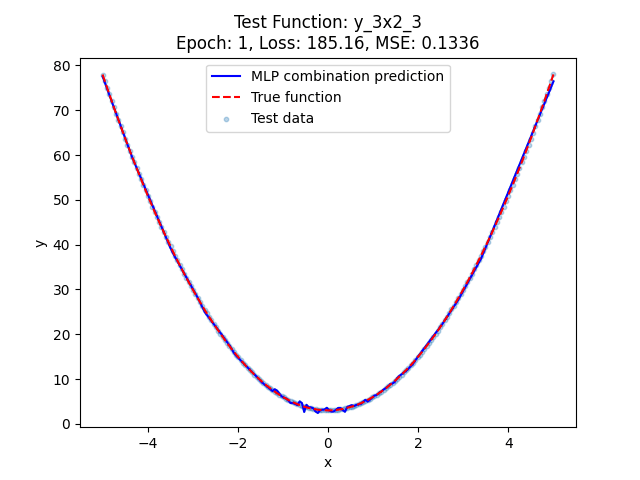 Test Function: y_3x2_3
Epoch: 1, Loss: 185.16, MSE: 0.1336
MLP combination prediction
True function
Test data
80
70
60
50
40
30
20
10
0
y
−4
−2
0
2
4
x